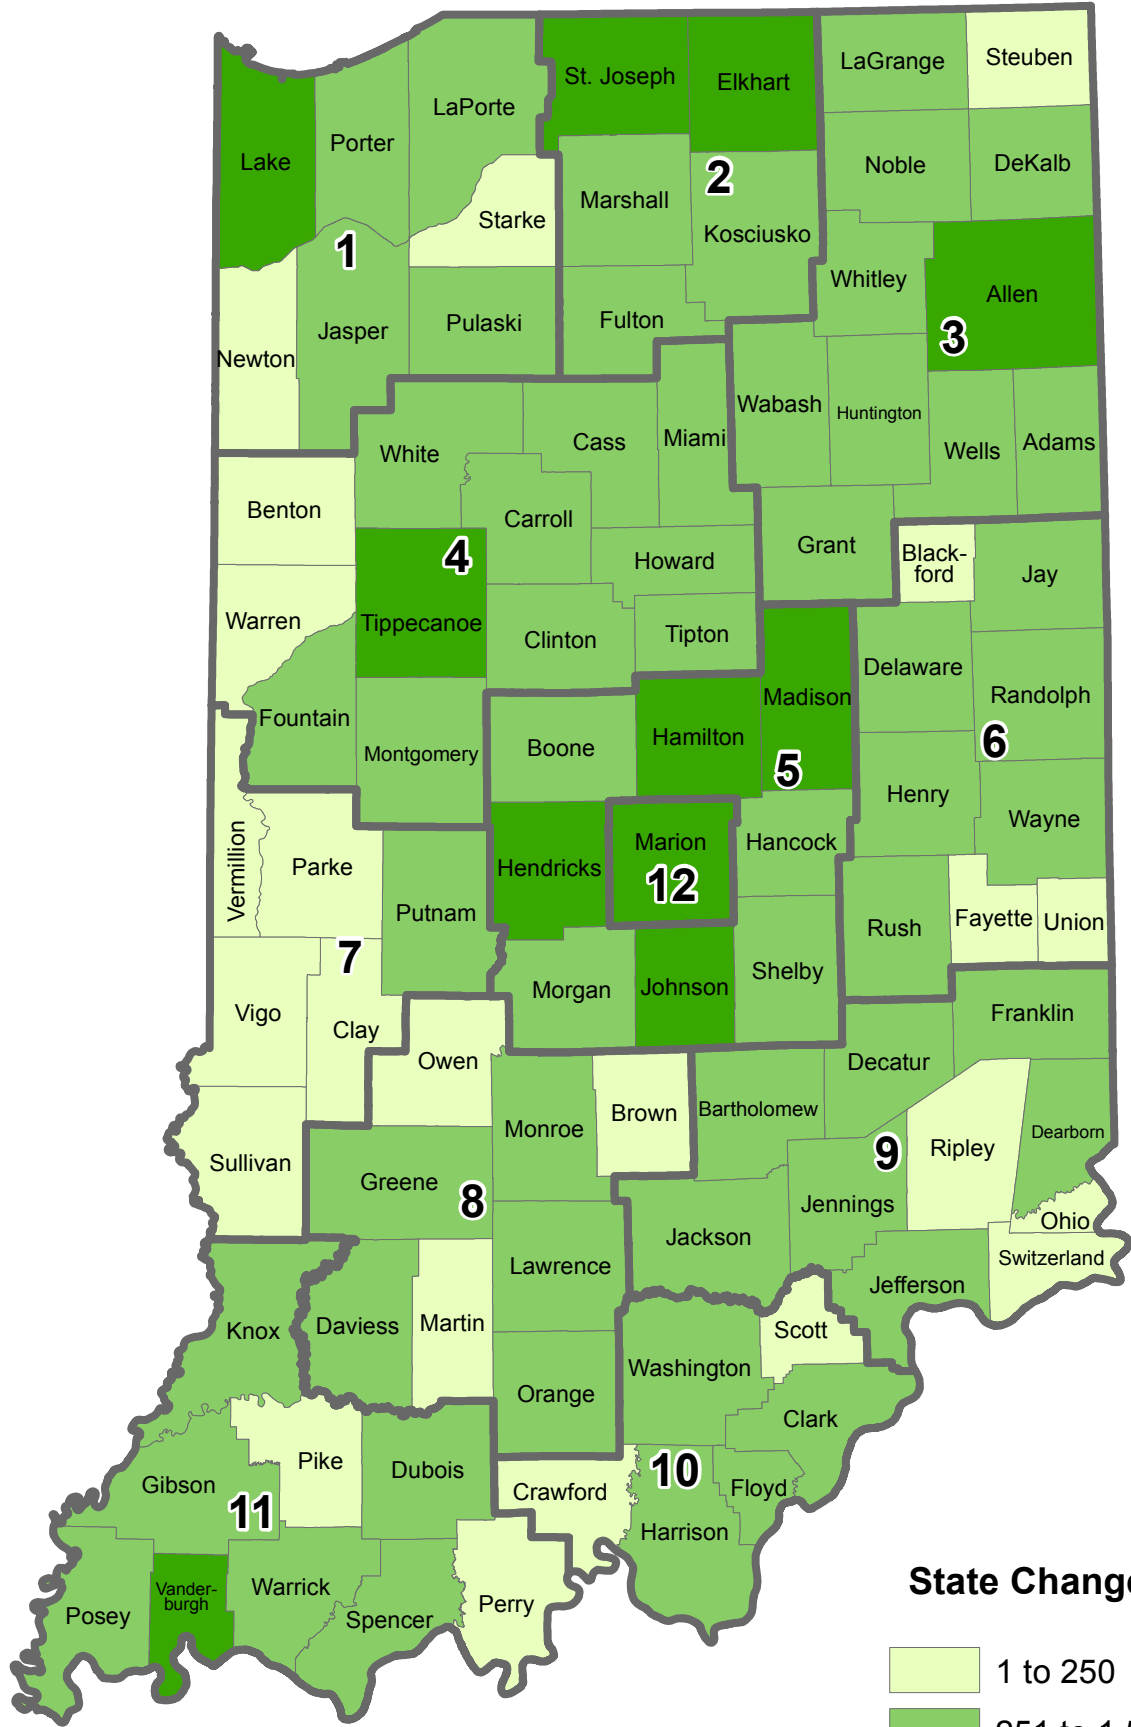 St. Joseph
Elkhart
LaGrange
Steuben
LaPorte
Porter
Lake
Noble
DeKalb
2
Marshall
Starke
Kosciusko
1
Whitley
Allen
Fulton
Pulaski
Jasper
3
Newton
Wabash
Huntington
Miami
Cass
White
Wells
Adams
Benton
Carroll
Grant
4
Howard
Black-
ford
Jay
Warren
Tippecanoe
Clinton
Tipton
Delaware
Madison
Randolph
Fountain
Hamilton
6
Boone
Montgomery
5
Henry
Wayne
Vermillion
Parke
Hendricks
Marion
12
Hancock
Putnam
Fayette
Union
Rush
7
Shelby
Morgan
Johnson
Vigo
Clay
Franklin
Owen
Decatur
Brown
Bartholomew
Monroe
Dearborn
Ripley
9
Sullivan
Greene
8
Jennings
Ohio
Jackson
Switzerland
Lawrence
Jefferson
Knox
Daviess
Martin
Scott
Washington
Orange
Clark
Pike
Dubois
10
Gibson
11
Crawford
Floyd
Harrison
Vander-
burgh
Warrick
Posey
Spencer
Perry
State Change
1 to 250